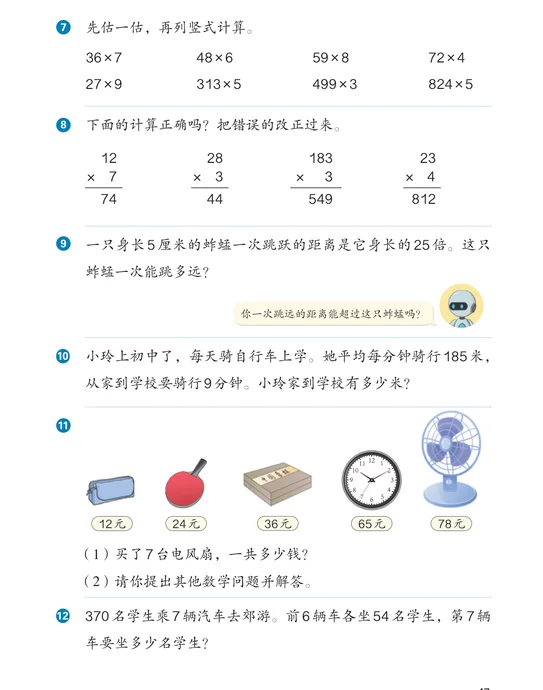 7 先估一估，再列竖式计算。
36×7 48×6 59×8 72×4
27×9 313×5 499×3 824×5
8 下面的计算正确吗？把错误的改正过来。
12 28 183 23
× 7 × 3 × 3 × 4
74 44 549 812
9 一只身长5厘米的蚱蜢一次跳跃的距离是它身长的25倍。这只
蚱蜢一次能跳多远？
你一次跳远的距离能超过这只蚱蜢吗？
10 小玲上初中了，每天骑自行车上学。她平均每分钟骑行185米，
从家到学校要骑行9分钟。小玲家到学校有多少米？
11
12元 24元 36元 65元 78元
（1）买了7台电风扇，一共多少钱？
（2）请你提出其他数学问题并解答。
12 370名学生乘7辆汽车去郊游。前6辆车各坐54名学生，第7辆
车要坐多少名学生？